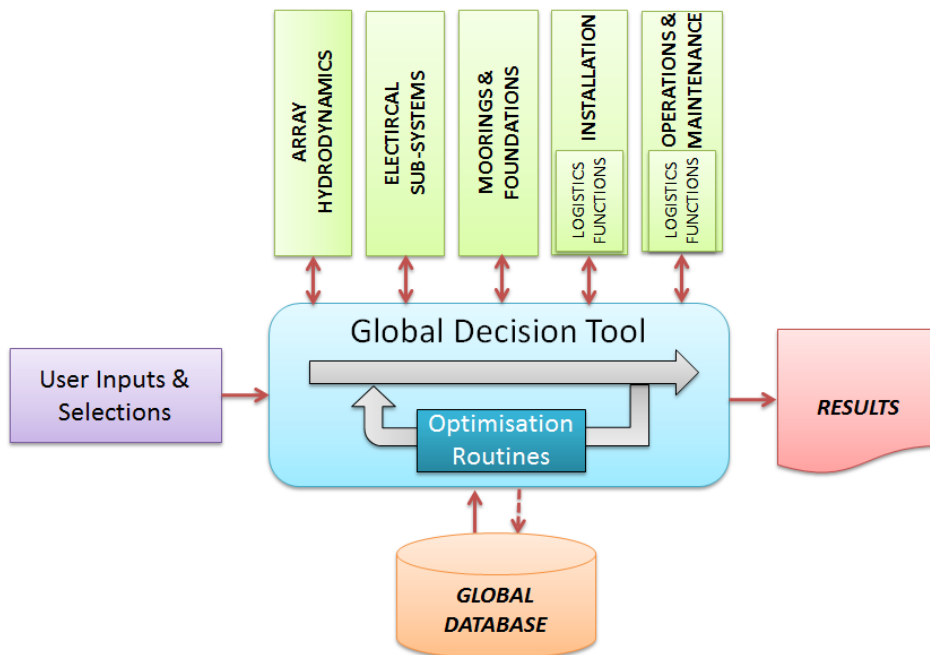 ARRAY
HYDRODYNAMICS
ELECTIRCAL
SUB-SYSTEMS
MOORINGS &
FOUNDATIONS
INSTALLATION
LOGISTICS
FUNCTIONS
OPERATIONS &
MAINTENANCE
LOGISTICS
FUNCTIONS
Global Decision Tool
User Inputs &
Selections
Optimisation
Routines
RESULTS
GLOBAL
DATABASE